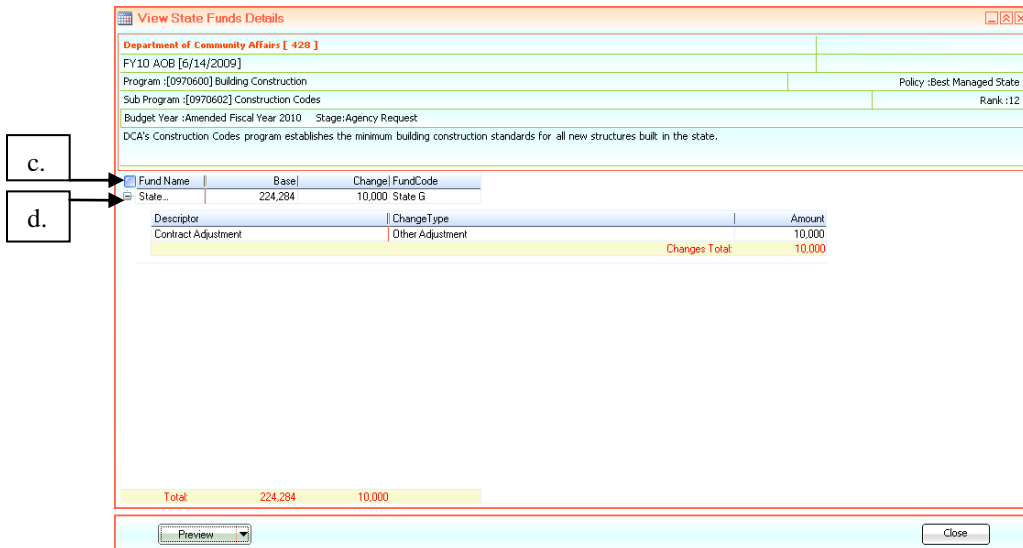 View State Funds Details
Department of Community Affairs [ 428 ]
FY10 AOB [6/14/2009]
Program :[0970600] Building Construction Policy :Best Managed State
Sub Program :[0970602] Construction Codes Rank :12
Budget Year :Amended Fiscal Year 2010 Stage:Agency Request
DCA's Construction Codes program establishes the minimum building construction standards for all new structures built in the state.
c.
Fund Name Base Change FundCode
d.
State... 224,284 10,000 State G
Descriptor ChangeType Amount
Contract Adjustment Other Adjustment 10,000
Changes Total: 10,000
Total: 224,284 10,000
Preview Close